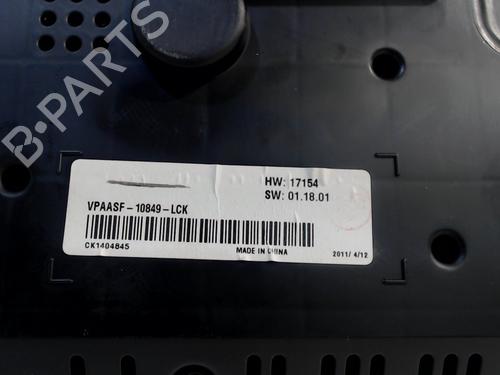 B-PARTS
HW: 17154
VPAASF-10849-LCK
SW: 01.18.01
CK1404845
MADE IN CHINA
2011/ 4/12